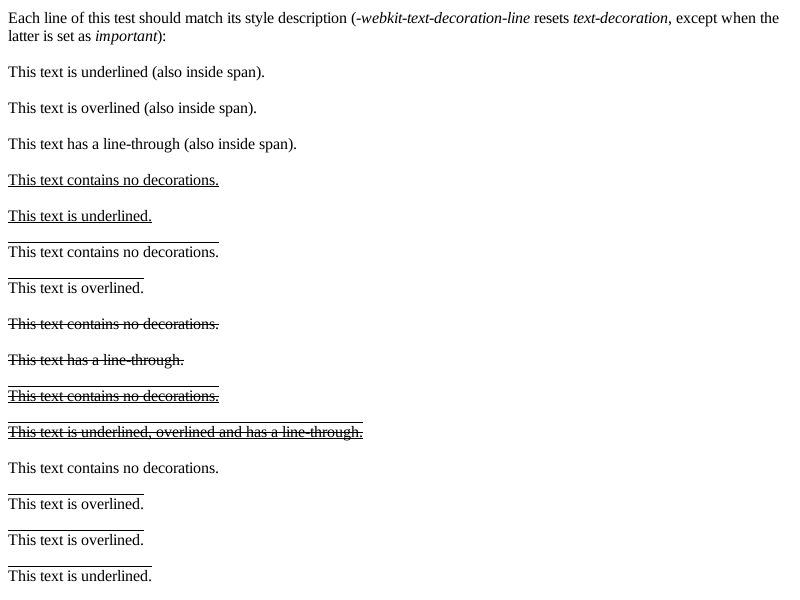 Each line of this test should match its style description (-webkit-text-decoration-line resets text-decoration, except when the
latter is set as important):
This text is underlined (also inside span).
This text is overlined (also inside span).
This text has a line-through (also inside span).
This text contains no decorations.
This text is underlined.
This text contains no decorations.
This text is overlined.
This text contains no decorations.
This text has a line-through.
This text contains no decorations.
This text is underlined, overlined and has a line-through.
This text contains no decorations.
This text is overlined.
This text is overlined.
This text is underlined.